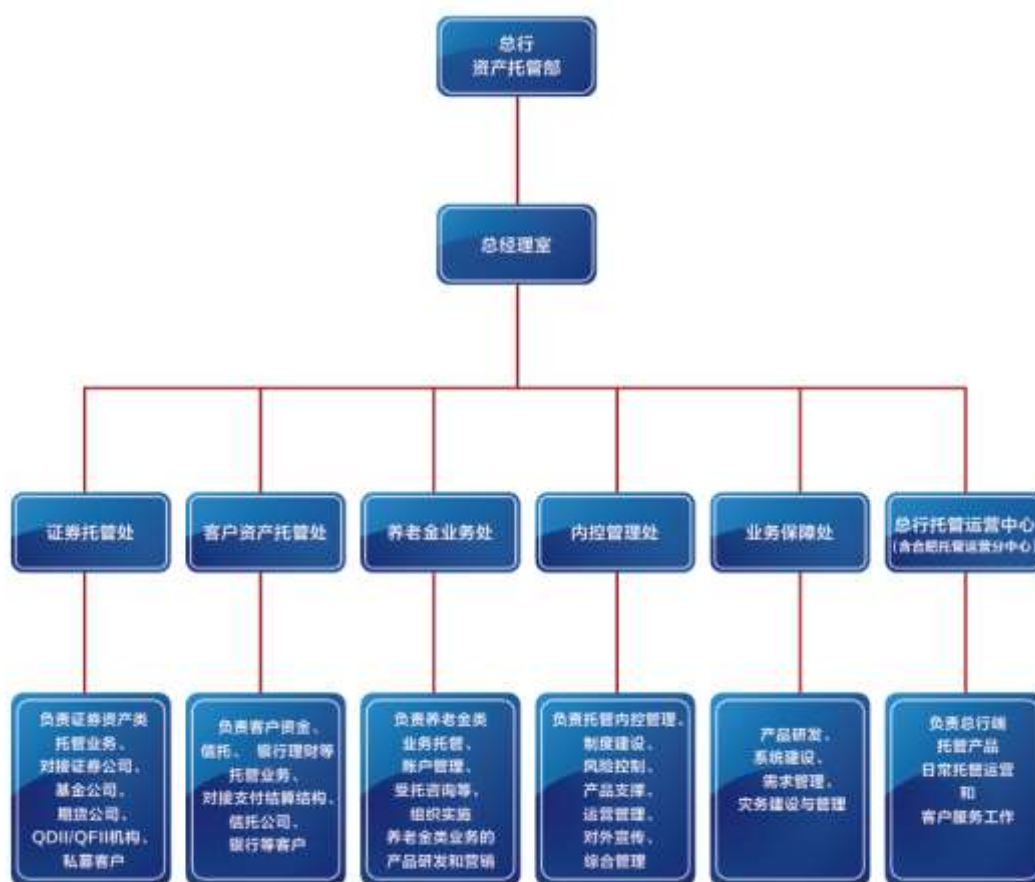 总行
资产托管部
总经理室
证券托管处
客户资产托管处
养老金业务处
内控管理处
业务保障处
总行托管运营中心
(含合肥托管运营分中心)
负责证券资产类
托管业务、
对接证券公司、
基金公司、
期货公司、
QDII/QFII机构、
私募客户
负责客户资金、
信托、 银行理财等
托管业务、
对接支付结算结构、
信托公司、
银行等客户
负责养老金类
业务托管、
账户管理、
受托咨询等,
组织实施
养老金类业务的
产品研发和营销
负责托管内控管理、
制度建设、
风险控制、
产品支撑、
运营管理、
对外宣传、
综合管理
产品研发、
系统建设、
需求管理、
灾务建设与管理
负责总行端
托管产品
日常托管运营
和
客户服务工作